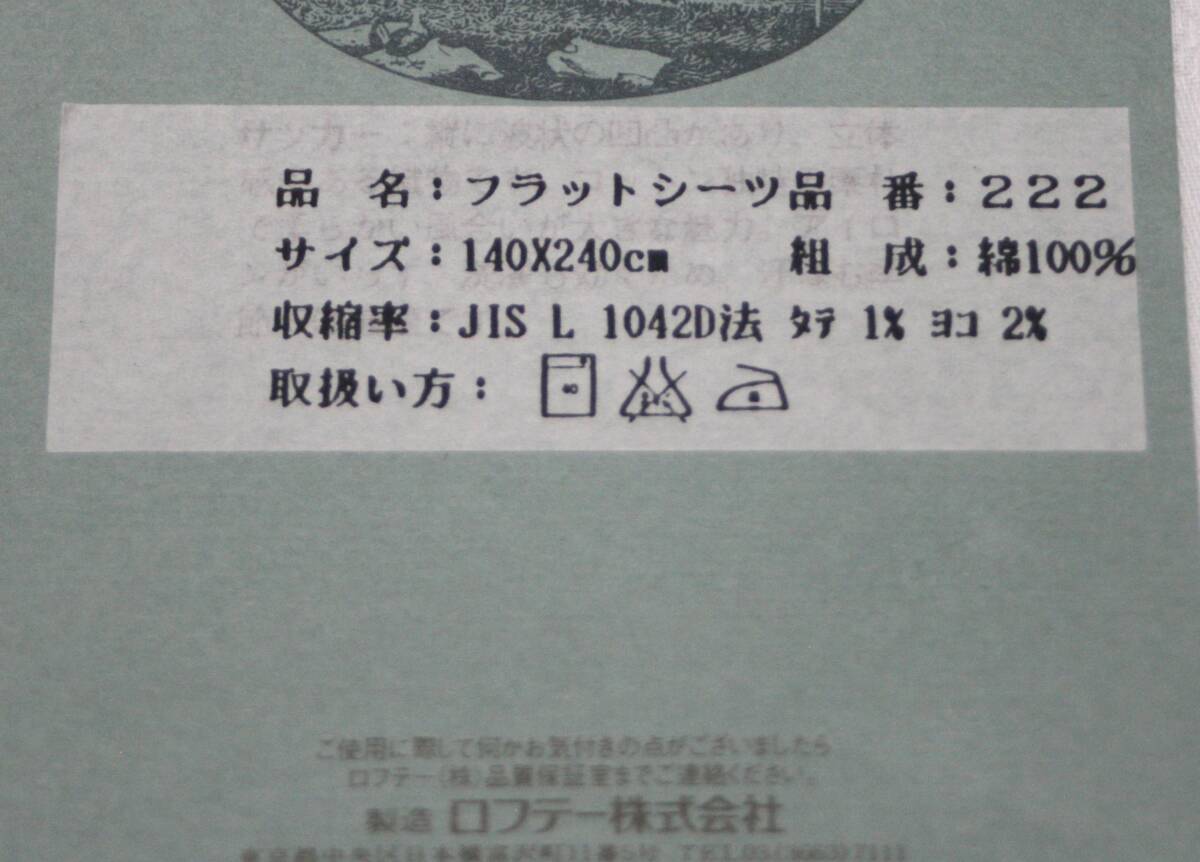 品 名：フラットシーツ品 番：２２２
サイズ：140X240cm 組 成：綿100%
収縮率：JIS L 1042D法 ﾀﾃ 1% ﾖｺ 2%
取扱い方： 40
ご使用に際して何かお気付きの点がございましたら
ロフテー(株)品質保証室までご連絡ください。
製造 ロフテー株式会社